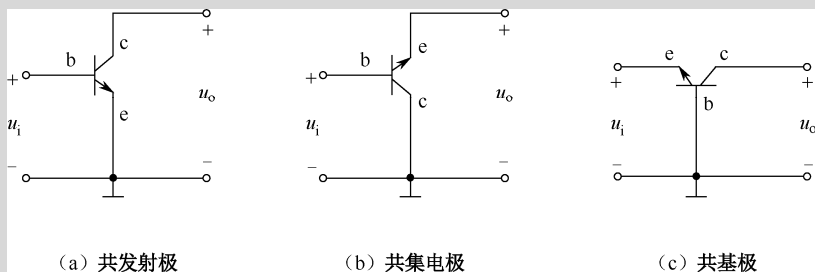 b c e + − u_i + − u_o
b e c + − u_i + − u_o
e c b + − u_i + − u_o
（a）共发射极
（b）共集电极
（c）共基极